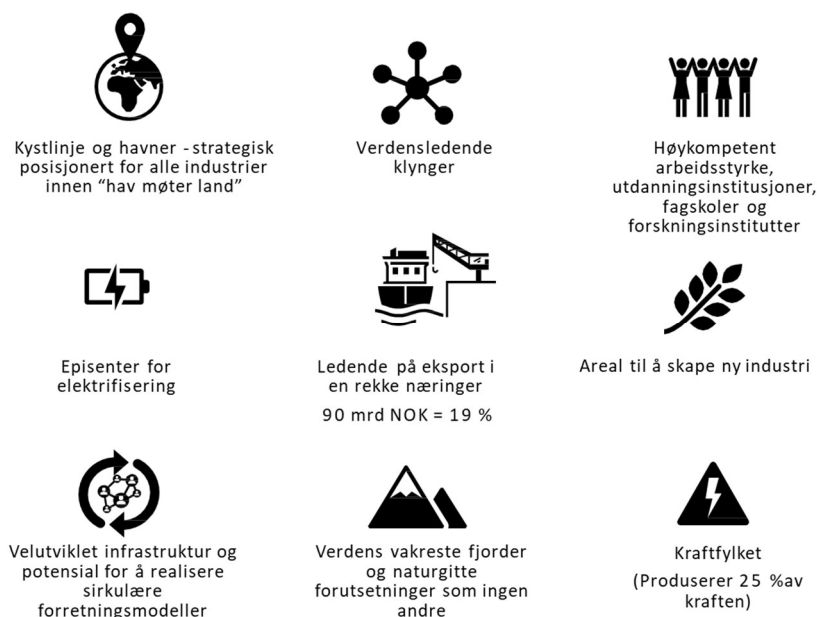 Kystlinje og havner - strategisk
posisjonert for alle industrier
innen “hav møter land”
Verdensledende
klynger
Høykompetent
arbeidsstyrke,
utdanningsinstitusjoner,
fagskoler og
forskningsinstitutter
Episenter for
elektrifisering
Ledende på eksport i
en rekke næringer
90 mrd NOK = 19 %
Areal til å skape ny industri
Velutviklet infrastruktur og
potensial for å realisere
sirkulære
forretningsmodeller
Verdens vakreste fjorder
og naturgitte
forutsetninger som ingen
andre
Kraftfylket
(Produserer 25 %av
kraften)